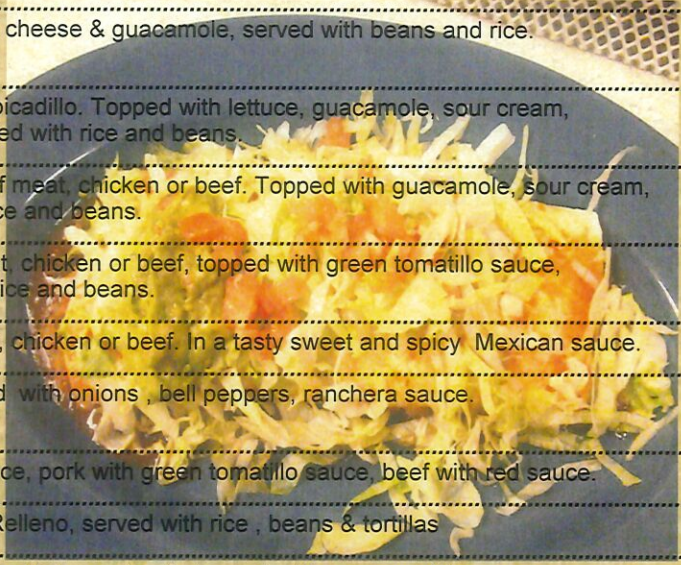 cheese & guacamole, served with beans and rice.
picadillo. Topped with lettuce, guacamole, sour cream,
ed with rice and beans.
f meat, chicken or beef. Topped with guacamole, sour cream,
ce and beans.
t, chicken or beef, topped with green tomatillo sauce,
ice and beans.
, chicken or beef. In a tasty sweet and spicy Mexican sauce.
d with onions , bell peppers, ranchera sauce.
ce, pork with green tomatillo sauce, beef with red sauce.
Relleno, served with rice , beans & tortillas